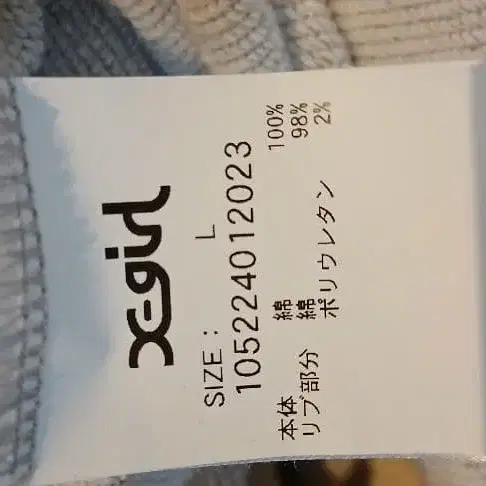 X-girl
SIZE : L
105224012023
本体 綿 100%
リブ部分 綿 98%
ポリウレタン 2%